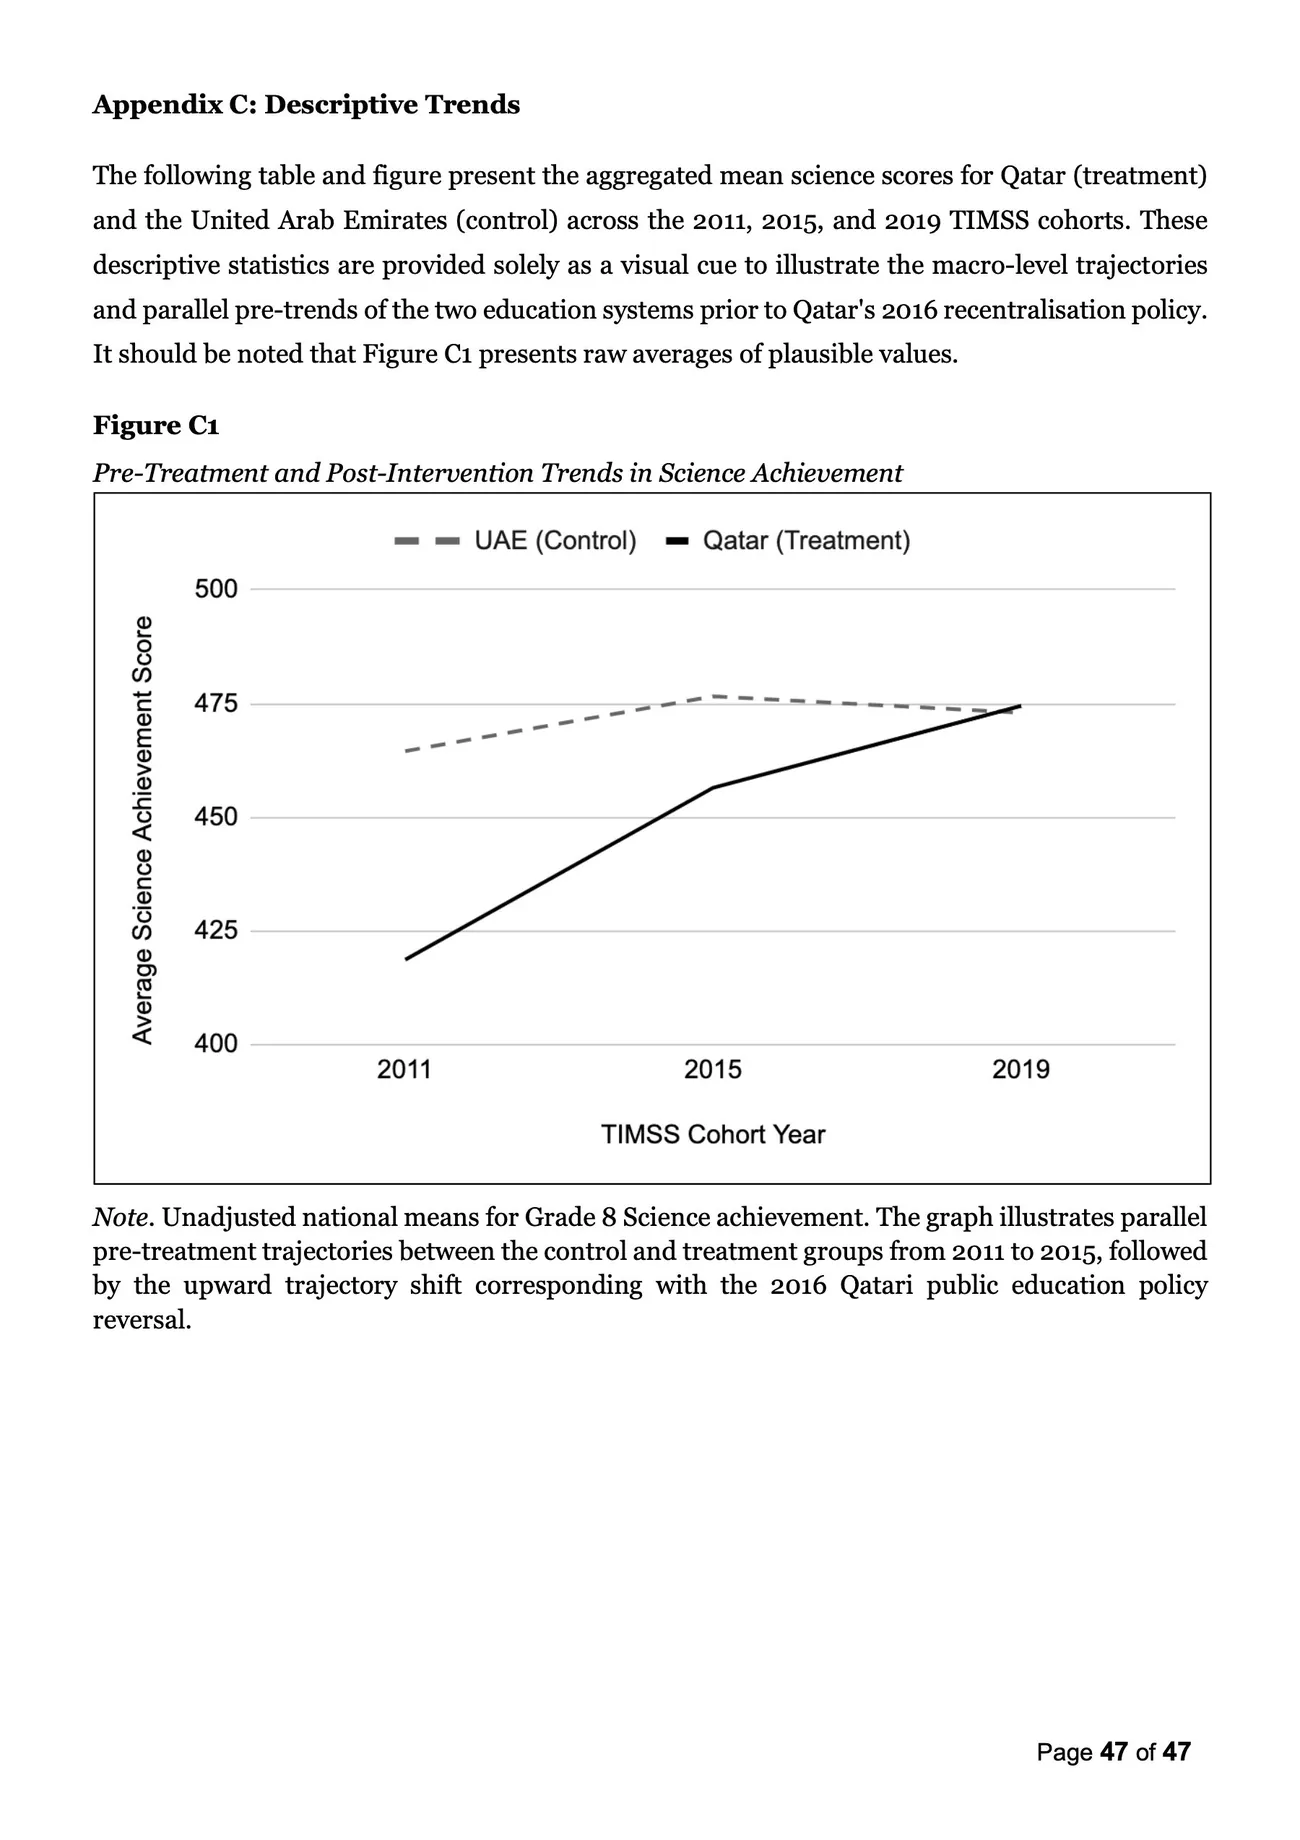 Appendix C: Descriptive Trends
The following table and figure present the aggregated mean science scores for Qatar (treatment)
and the United Arab Emirates (control) across the 2011, 2015, and 2019 TIMSS cohorts. These
descriptive statistics are provided solely as a visual cue to illustrate the macro-level trajectories
and parallel pre-trends of the two education systems prior to Qatar's 2016 recentralisation policy.
It should be noted that Figure C1 presents raw averages of plausible values.
Figure C1
Pre-Treatment and Post-Intervention Trends in Science Achievement
UAE (Control) Qatar (Treatment)
Average Science Achievement Score
500
475
450
425
400
2011 2015 2019
TIMSS Cohort Year
Note. Unadjusted national means for Grade 8 Science achievement. The graph illustrates parallel
pre-treatment trajectories between the control and treatment groups from 2011 to 2015, followed
by the upward trajectory shift corresponding with the 2016 Qatari public education policy
reversal.
Page 47 of 47